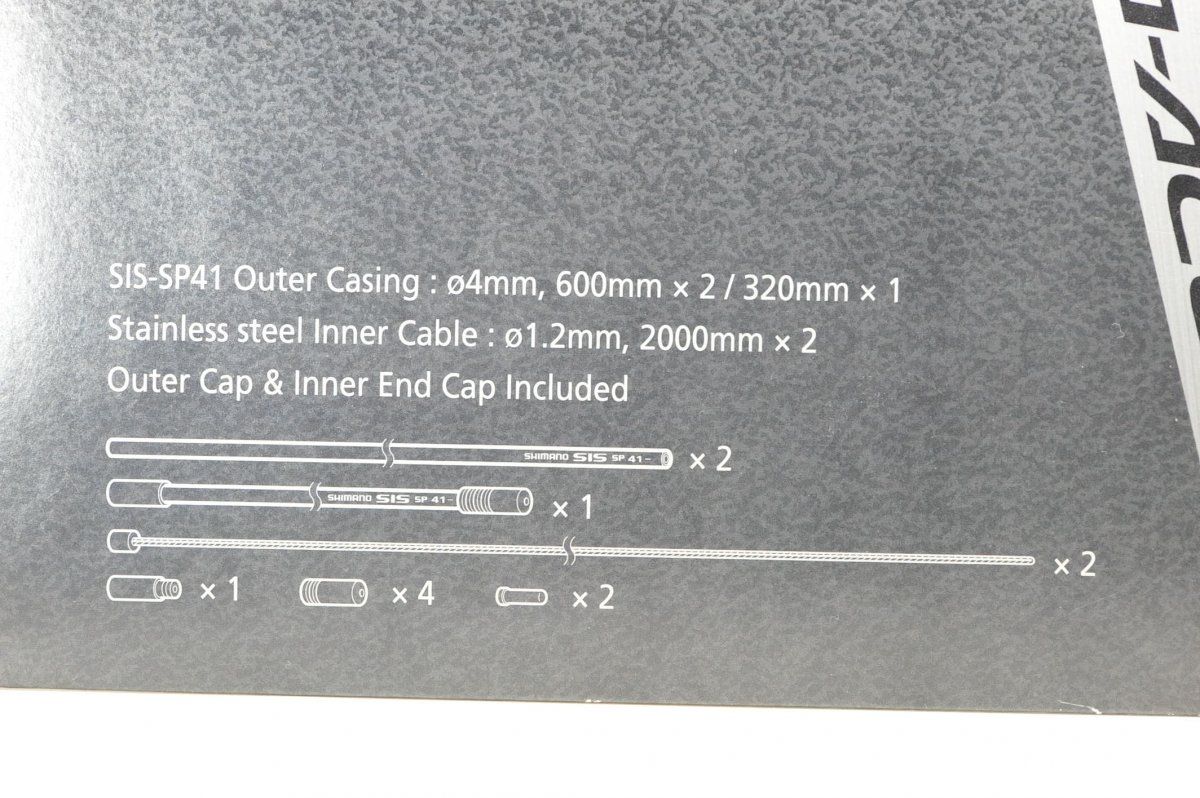 SIS-SP41 Outer Casing : ø4mm, 600mm × 2 / 320mm × 1
Stainless steel Inner Cable : ø1.2mm, 2000mm × 2
Outer Cap & Inner End Cap Included
SHIMANO SIS SP 41 × 2
SHIMANO SIS SP 41 × 1
× 2
× 1 × 4 × 2